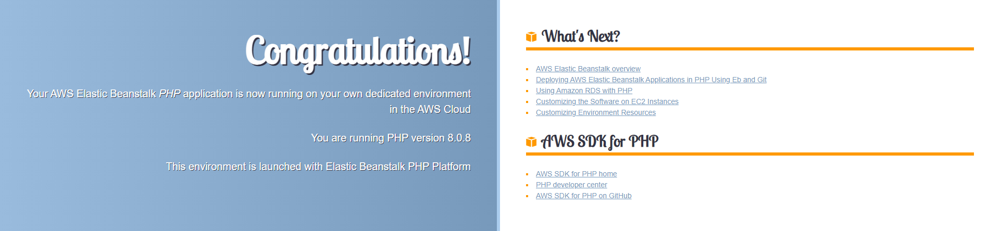 Congratulations!
Your AWS Elastic Beanstalk PHP application is now running on your own dedicated environment
in the AWS Cloud
You are running PHP version 8.0.8
This environment is launched with Elastic Beanstalk PHP Platform
What's Next?
AWS Elastic Beanstalk overview
Deploying AWS Elastic Beanstalk Applications in PHP Using Eb and Git
Using Amazon RDS with PHP
Customizing the Software on EC2 Instances
Customizing Environment Resources
AWS SDK for PHP
AWS SDK for PHP home
PHP developer center
AWS SDK for PHP on GitHub